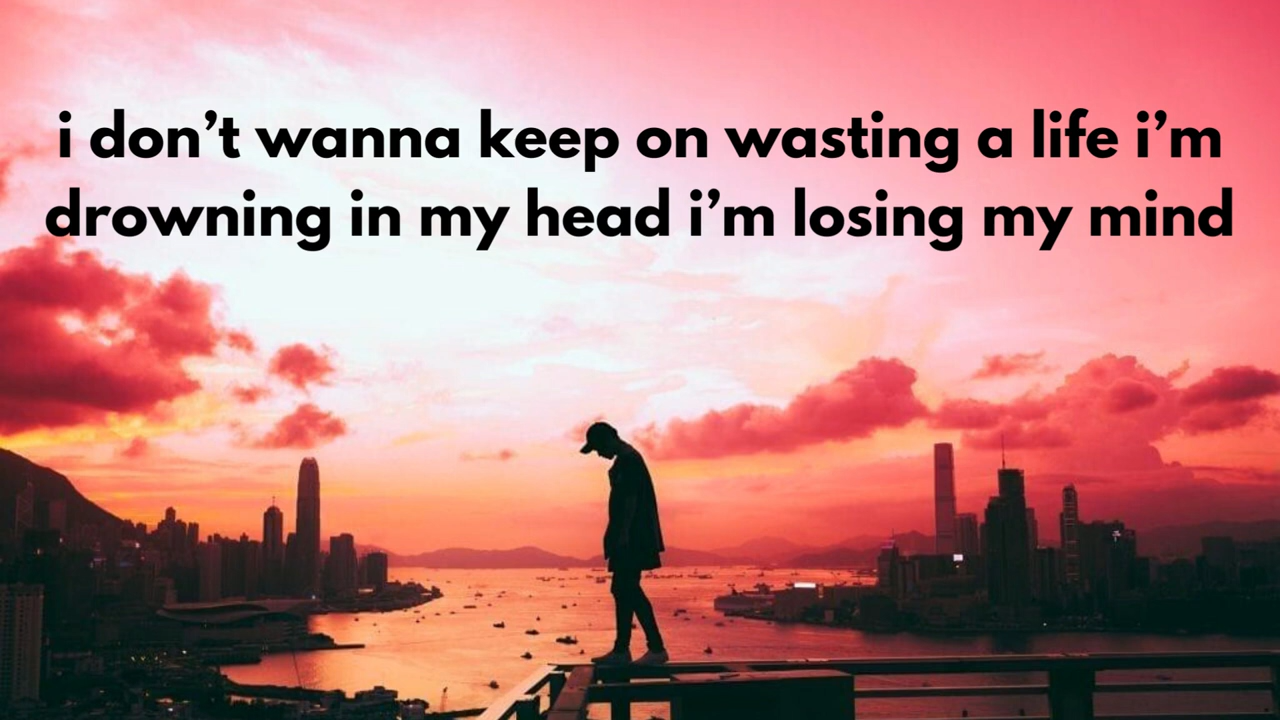 i don’t wanna keep on wasting a life i’m
drowning in my head i’m losing my mind